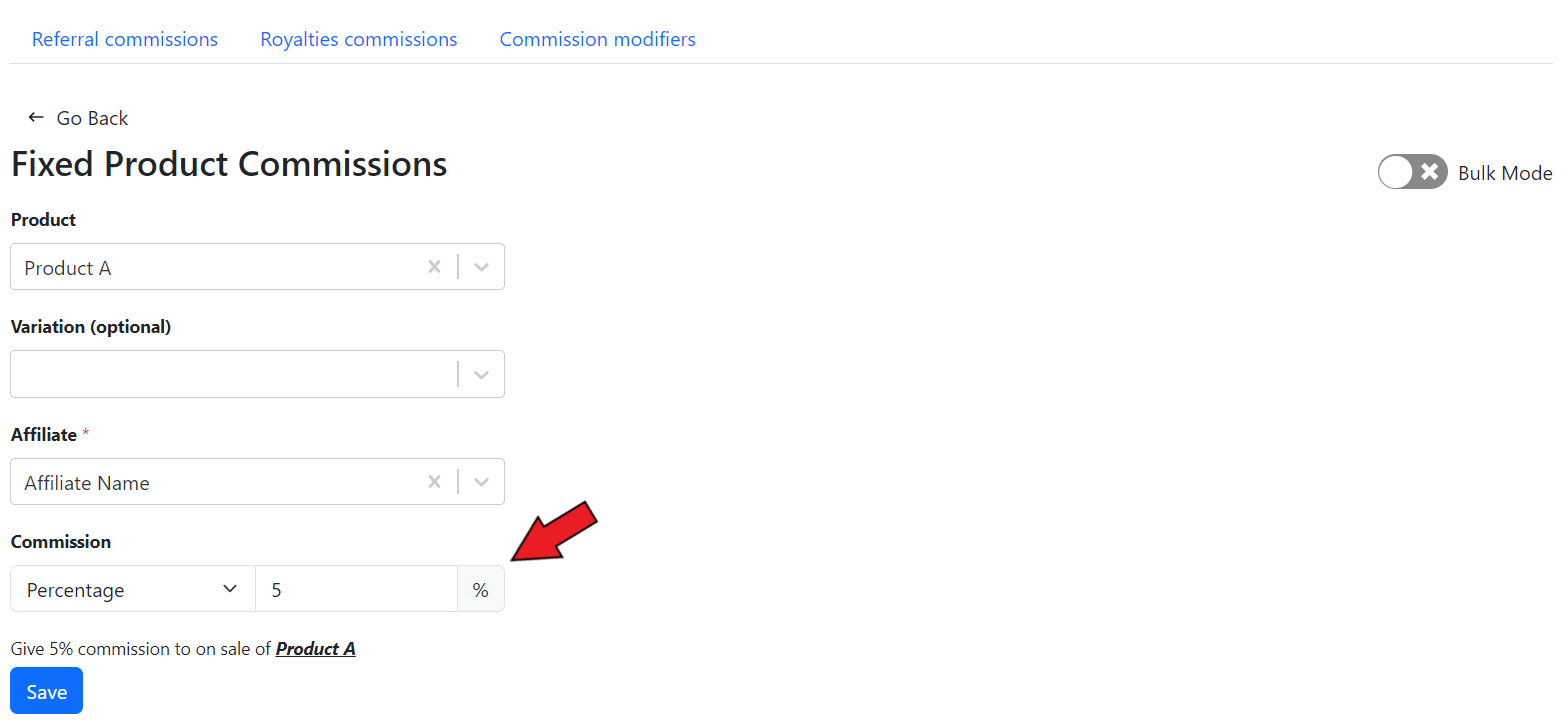 Referral commissions Royalties commissions Commission modifiers
← Go Back
Fixed Product Commissions
Bulk Mode
Product
Product A
Variation (optional)
Affiliate *
Affiliate Name
Commission
Percentage 5 %
Give 5% commission to on sale of Product A
Save